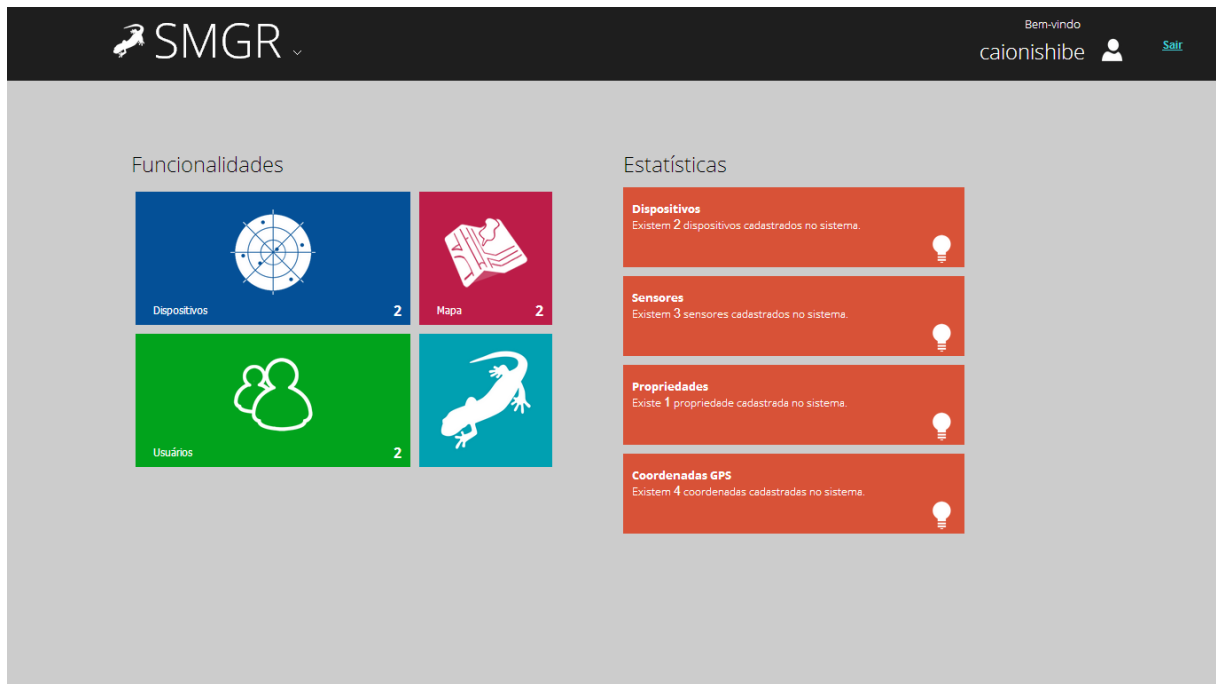 SMGR
Bem-vindo
caionishibe
Sair
Funcionalidades
Dispositivos 2
Mapa 2
Usuários 2
Estatísticas
Dispositivos
Existem 2 dispositivos cadastrados no sistema.
Sensores
Existem 3 sensores cadastrados no sistema.
Propriedades
Existe 1 propriedade cadastrada no sistema.
Coordenadas GPS
Existem 4 coordenadas cadastradas no sistema.